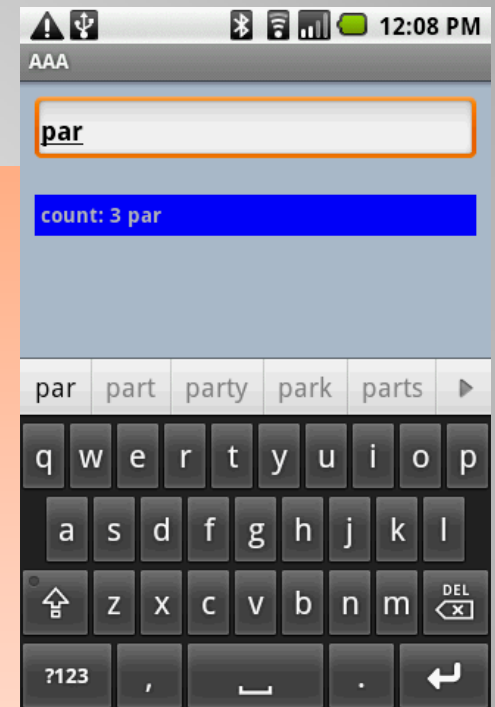 12:08 PM
AAA
par
count: 3 par
par part party park parts
q w e r t y u i o p
a s d f g h j k l
z x c v b n m DEL
?123 , .